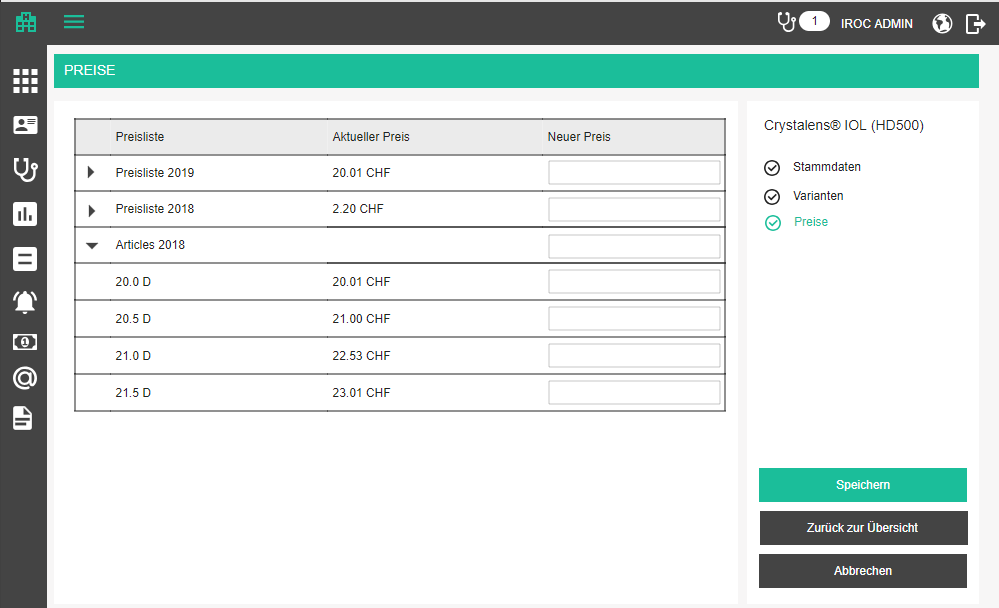 1 IROC ADMIN
PREISE
Preisliste Aktueller Preis Neuer Preis
Preisliste 2019 20.01 CHF
Preisliste 2018 2.20 CHF
Articles 2018
20.0 D 20.01 CHF
20.5 D 21.00 CHF
21.0 D 22.53 CHF
21.5 D 23.01 CHF
Crystalens® IOL (HD500)
Stammdaten
Varianten
Preise
Speichern
Zurück zur Übersicht
Abbrechen